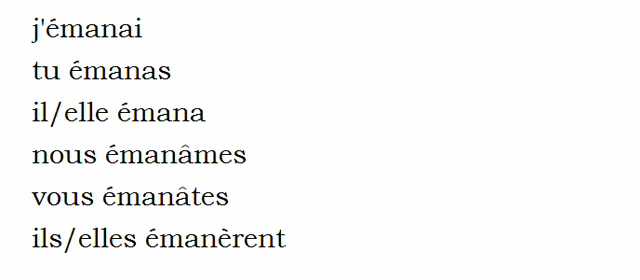 j'émanai
tu émanas
il/elle émana
nous émanâmes
vous émanâtes
ils/elles émanèrent